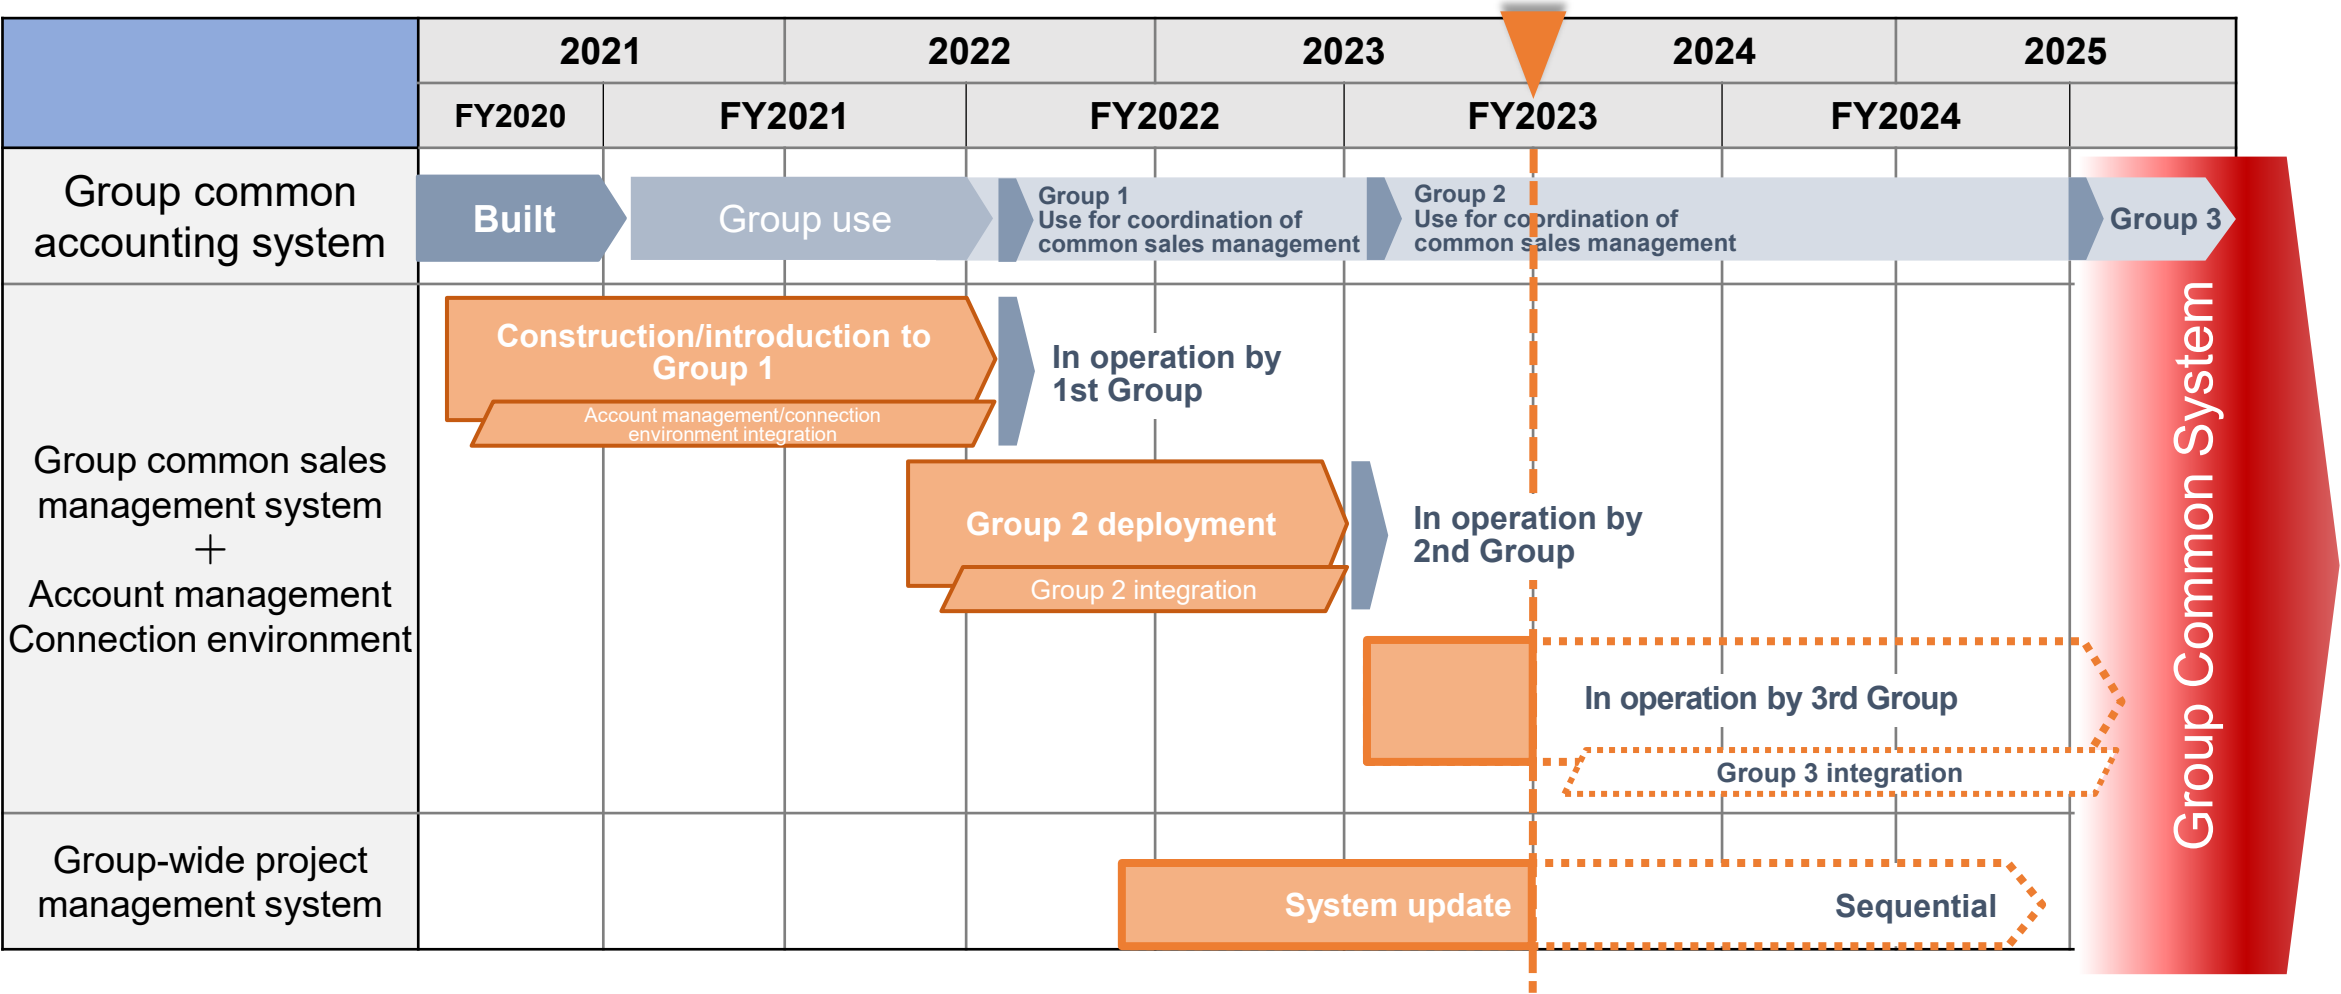 2021
2022
2023
2024
2025
FY2020
FY2021
FY2022
FY2023
FY2024
Group common
accounting system
Built
Group use
Group 1
Use for coordination of
common sales management
Group 2
Use for coordination of
common sales management
Group 3
Group common sales
management system
+
Account management
Connection environment
Construction/introduction to
Group 1
Account management/connection
environment integration
In operation by
1st Group
Group 2 deployment
Group 2 integration
In operation by
2nd Group
In operation by 3rd Group
Group 3 integration
Group Common System
Group-wide project
management system
System update
Sequential